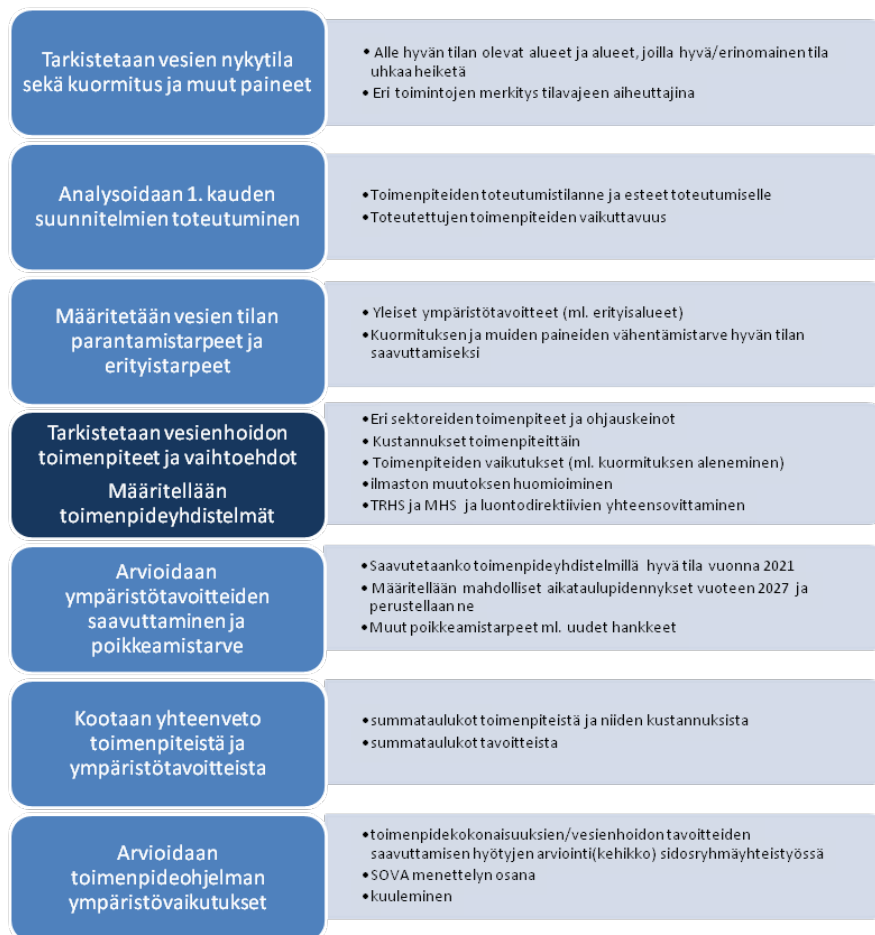 Tarkistetaan vesien nykytila
sekä kuormitus ja muut paineet
• Alle hyvän tilan olevat alueet ja alueet, joilla hyvä/erinomainen tila
uhkaa heiketä
• Eri toimintojen merkitys tilavajeen aiheuttajina
Analysoidaan 1. kauden
suunnitelmien toteutuminen
• Toimenpiteiden toteutumistilanne ja esteet toteutumiselle
• Toteutettujen toimenpiteiden vaikuttavuus
Määritetään vesien tilan
parantamistarpeet ja
erityistarpeet
• Yleiset ympäristötavoitteet (ml. erityisalueet)
• Kuormituksen ja muiden paineiden vähentämistarve hyvän tilan
saavuttamiseksi
Tarkistetaan vesienhoidon
toimenpiteet ja vaihtoehdot
Määritellään
toimenpideyhdistelmät
• Eri sektoreiden toimenpiteet ja ohjauskeinot
• Kustannukset toimenpiteittäin
• Toimenpiteiden vaikutukset (ml. kuormituksen aleneminen)
• ilmaston muutoksen huomioiminen
• TRHS ja MHS ja luontodirektiivien yhteensovittaminen
Arvioidaan
ympäristötavoitteiden
saavuttaminen ja
poikkeamistarve
• Saavutetaanko toimenpideyhdistelmillä hyvä tila vuonna 2021
• Määritellään mahdolliset aikataulupidennykset vuoteen 2027 ja
perustellaan ne
• Muut poikkeamistarpeet ml. uudet hankkeet
Kootaan yhteenveto
toimenpiteistä ja
ympäristötavoitteista
• summataulukot toimenpiteistä ja niiden kustannuksista
• summataulukot tavoitteista
Arvioidaan
toimenpideohjelman
ympäristövaikutukset
• toimenpidekokonaisuuksien/vesienhoidon tavoitteiden
saavuttamisen hyötyjen arviointi(kehikko) sidosryhmäyhteistyössä
• SOVA menettelyn osana
• kuuleminen